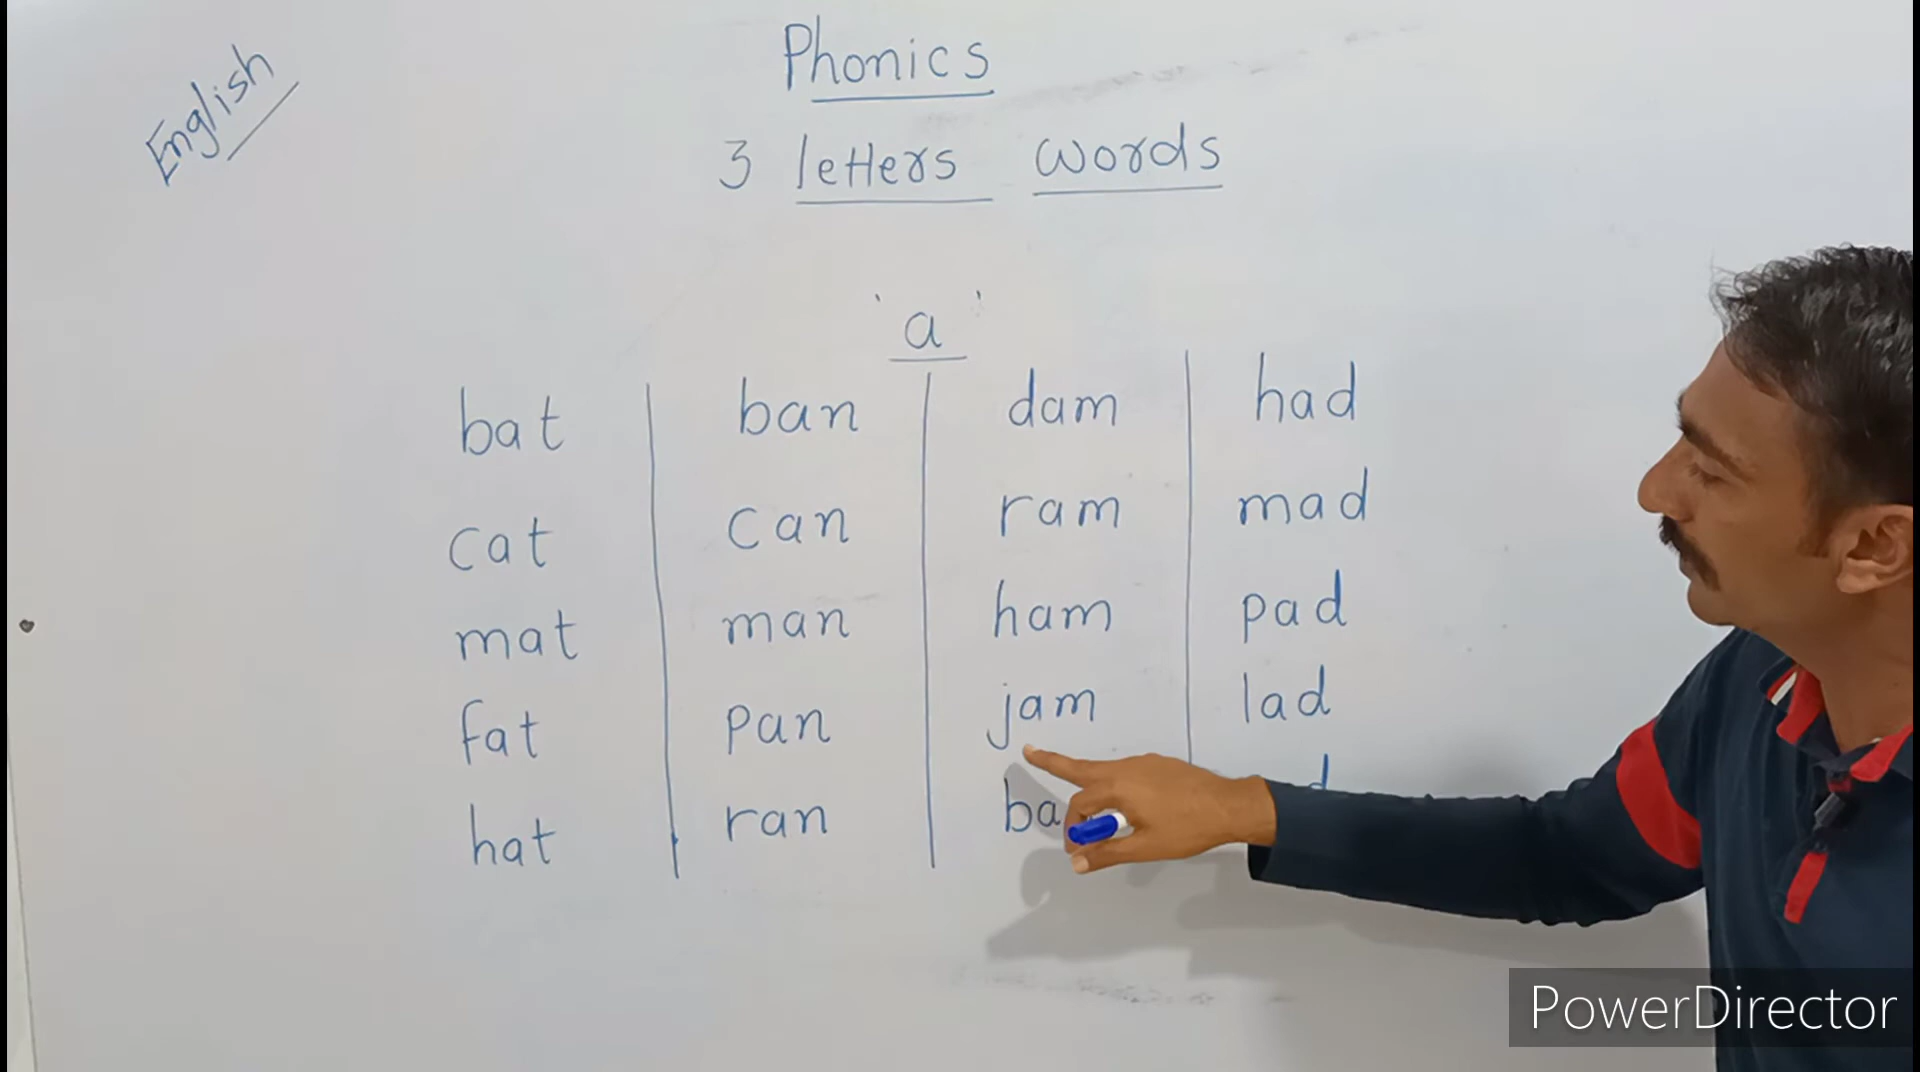 English
Phonics
3 letters words
'a'
bat ban dam had
cat can ram mad
mat man ham pad
fat pan jam lad
hat ran
PowerDirector